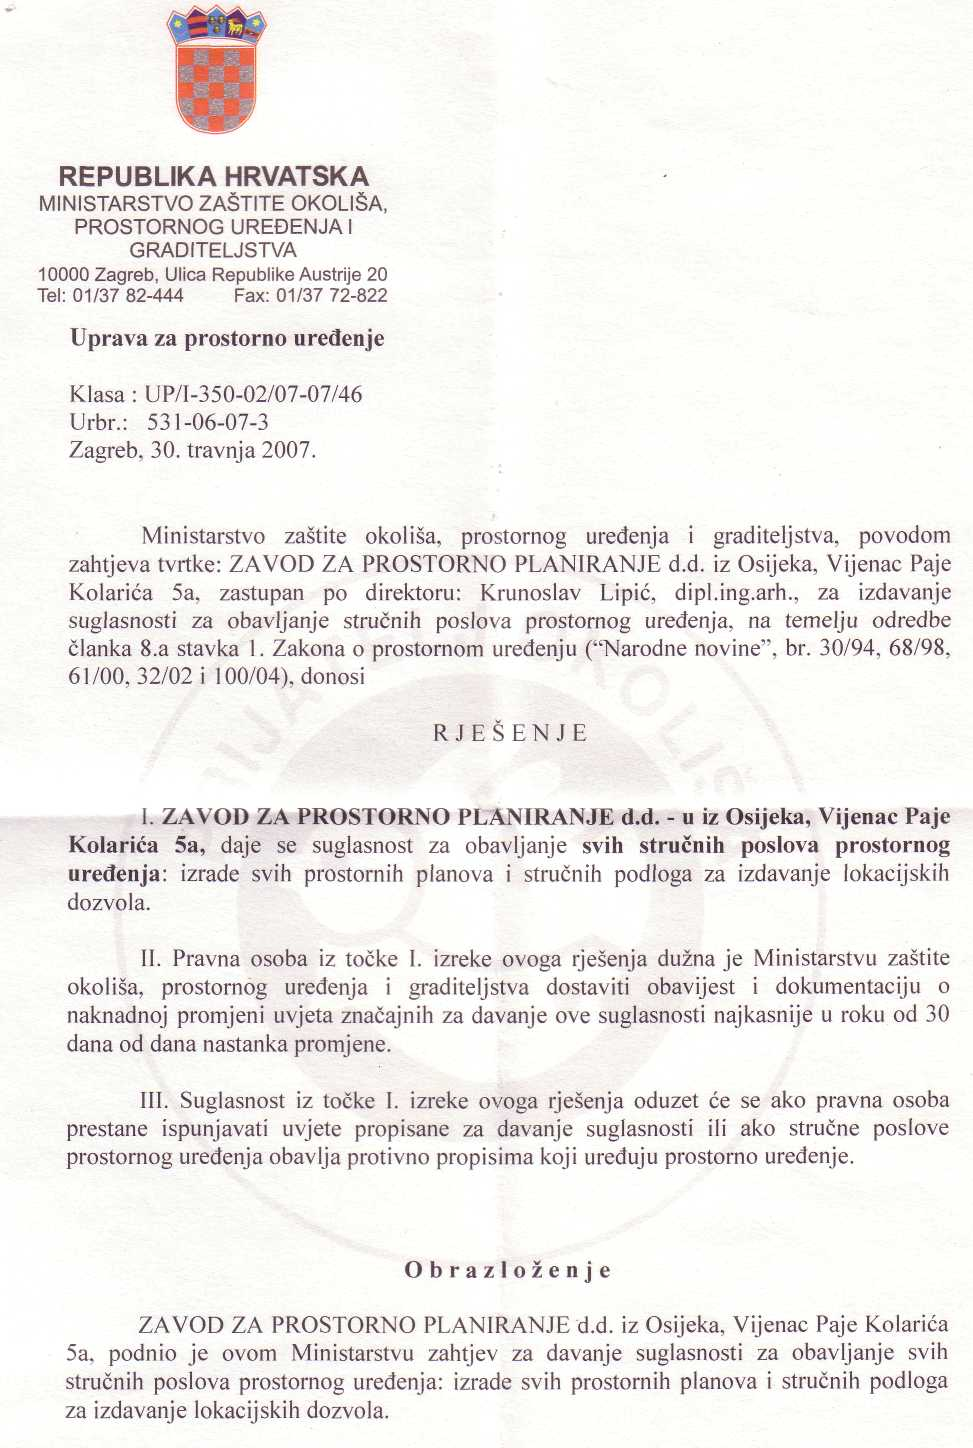 REPUBLIKA HRVATSKA
MINISTARSTVO ZAŠTITE OKOLIŠA,
PROSTORNOG UREĐENJA I
GRADITELJSTVA
10000 Zagreb, Ulica Republike Austrije 20
Tel: 01/37 82-444 Fax: 01/37 72-822
Uprava za prostorno uređenje
Klasa : UP/I-350-02/07-07/46
Urbr.: 531-06-07-3
Zagreb, 30. travnja 2007.
Ministarstvo zaštite okoliša, prostornog uređenja i graditeljstva, povodom
zahtjeva tvrtke: ZAVOD ZA PROSTORNO PLANIRANJE d.d. iz Osijeka, Vijenac Paje
Kolarića 5a, zastupan po direktoru: Krunoslav Lipić, dipl.ing.arh., za izdavanje
suglasnosti za obavljanje stručnih poslova prostornog uređenja, na temelju odredbe
članka 8.a stavka 1. Zakona o prostornom uređenju (“Narodne novine”, br. 30/94, 68/98,
61/00, 32/02 i 100/04), donosi
R J E Š E N J E
I. ZAVOD ZA PROSTORNO PLANIRANJE d.d. - u iz Osijeka, Vijenac Paje
Kolarića 5a, daje se suglasnost za obavljanje svih stručnih poslova prostornog
uređenja: izrade svih prostornih planova i stručnih podloga za izdavanje lokacijskih
dozvola.
II. Pravna osoba iz točke I. izreke ovoga rješenja dužna je Ministarstvu zaštite
okoliša, prostornog uređenja i graditeljstva dostaviti obavijest i dokumentaciju o
naknadnoj promjeni uvjeta značajnih za davanje ove suglasnosti najkasnije u roku od 30
dana od dana nastanka promjene.
III. Suglasnost iz točke I. izreke ovoga rješenja oduzet će se ako pravna osoba
prestane ispunjavati uvjete propisane za davanje suglasnosti ili ako stručne poslove
prostornog uređenja obavlja protivno propisima koji uređuju prostorno uređenje.
O b r a z l o ž e n j e
ZAVOD ZA PROSTORNO PLANIRANJE d.d. iz Osijeka, Vijenac Paje Kolarića
5a, podnio je ovom Ministarstvu zahtjev za davanje suglasnosti za obavljanje svih
stručnih poslova prostornog uređenja: izrade svih prostornih planova i stručnih podloga
za izdavanje lokacijskih dozvola.